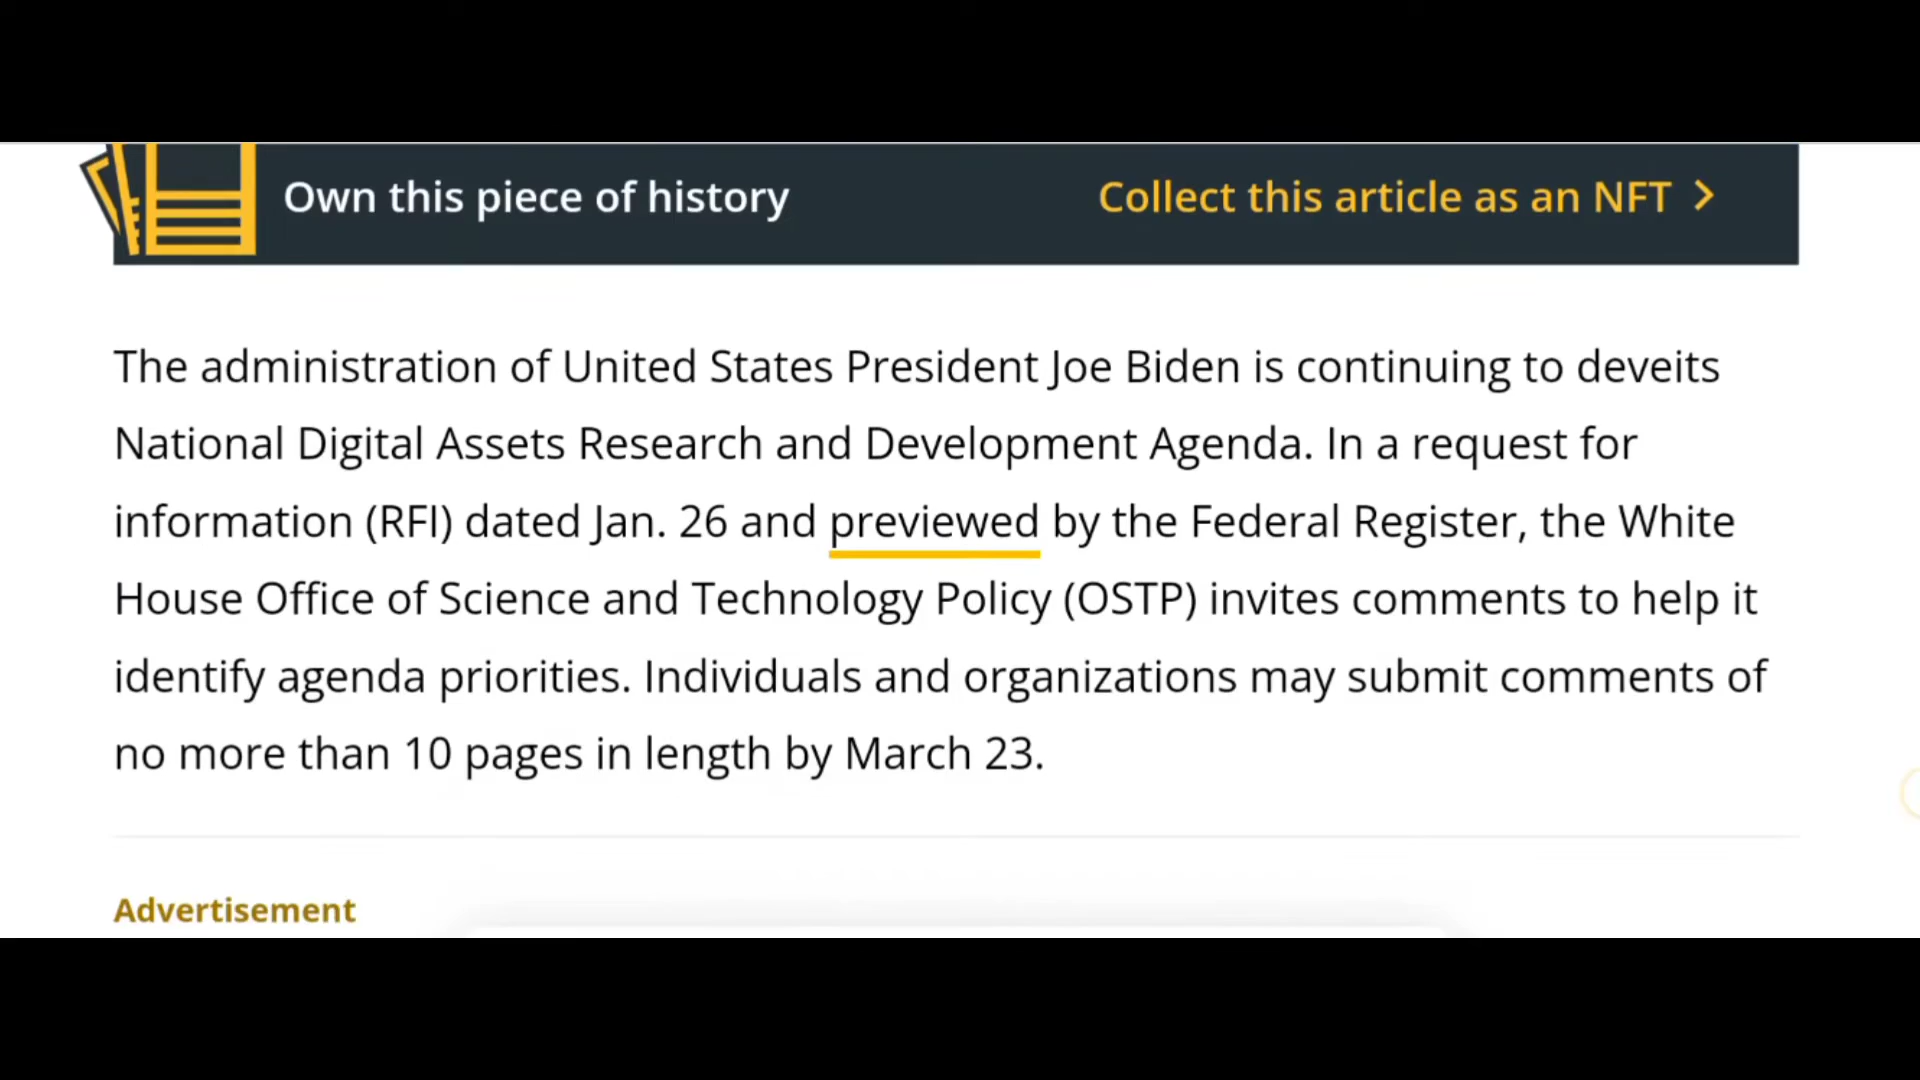 Own this piece of history
Collect this article as an NFT
The administration of United States President Joe Biden is continuing to deveits
National Digital Assets Research and Development Agenda. In a request for
information (RFI) dated Jan. 26 and previewed by the Federal Register, the White
House Office of Science and Technology Policy (OSTP) invites comments to help it
identify agenda priorities. Individuals and organizations may submit comments of
no more than 10 pages in length by March 23.
Advertisement